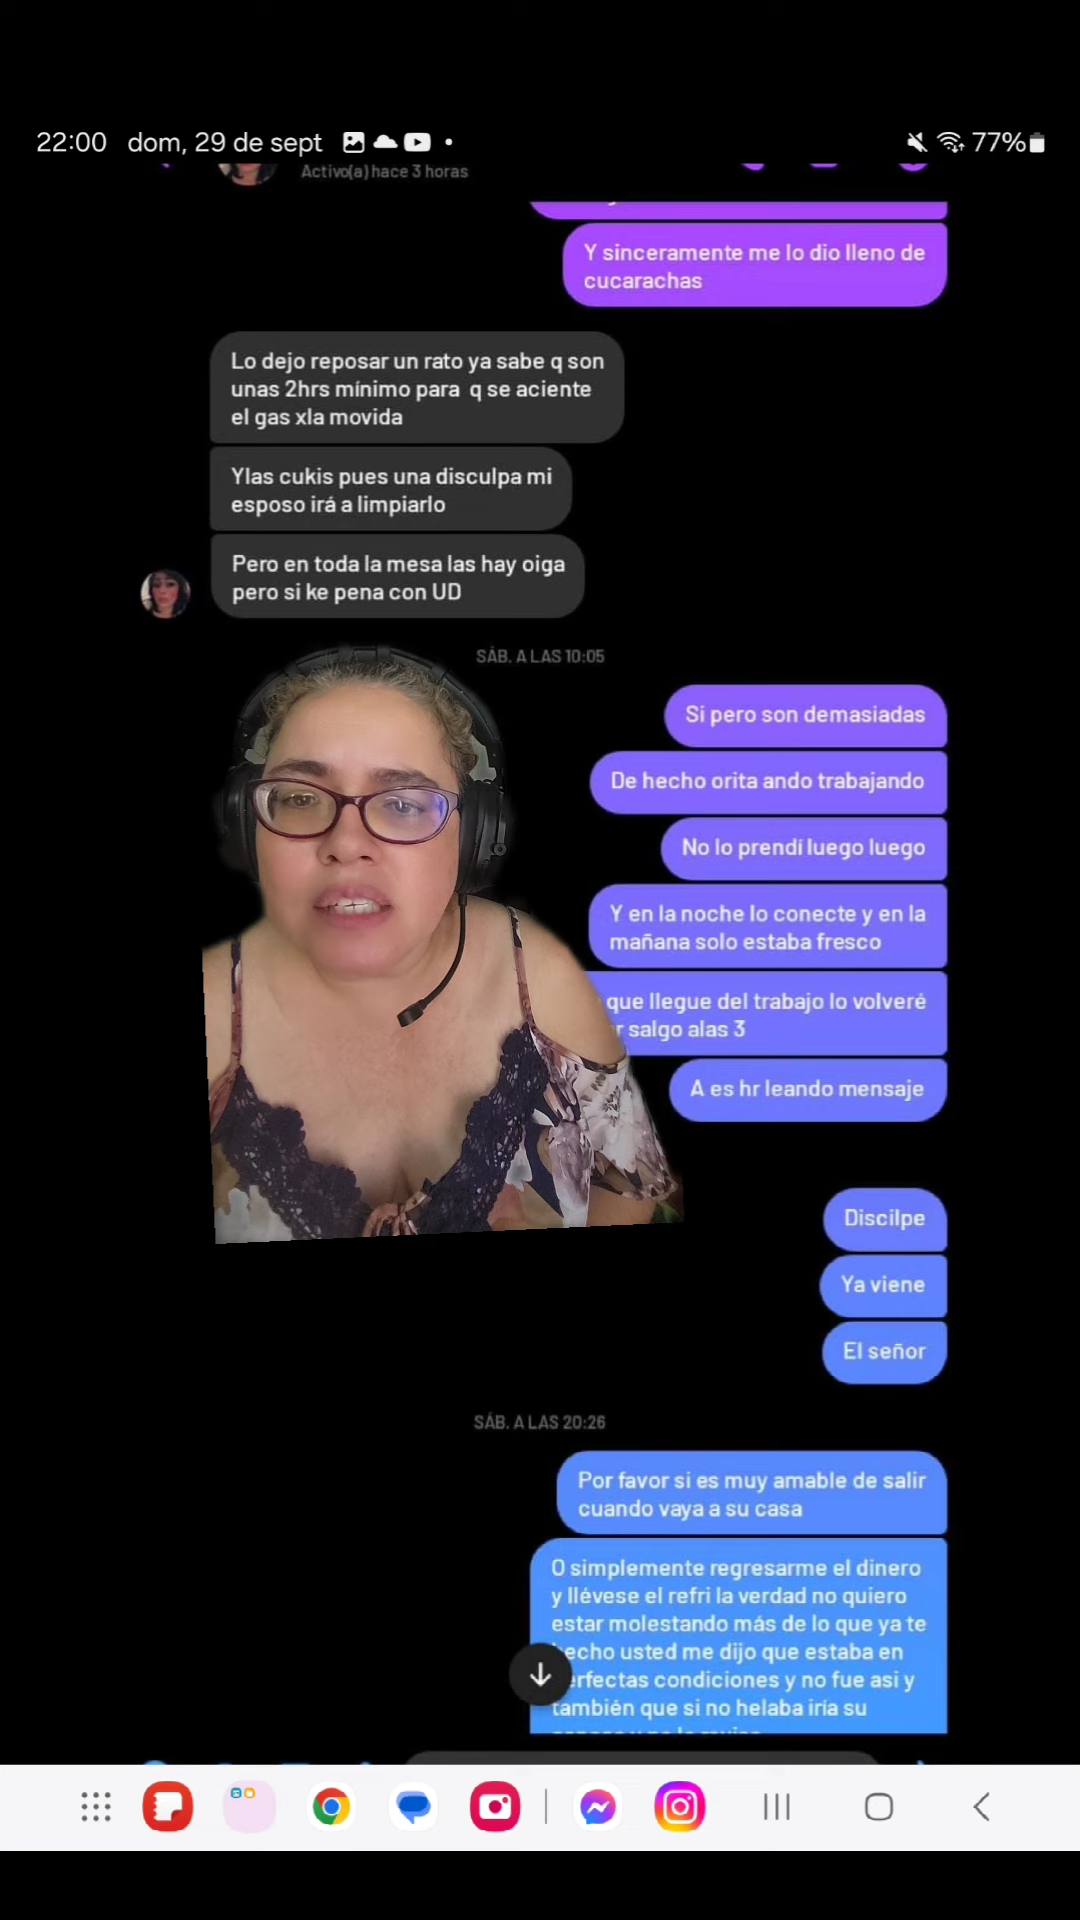 22:00 dom, 29 de sept
77%
Activo(a) hace 3 horas
Y sinceramente me lo dio lleno de
cucarachas
Lo dejo reposar un rato ya sabe q son
unas 2hrs mínimo para q se aciente
el gas xla movida
Ylas cukis pues una disculpa mi
esposo irá a limpiarlo
Pero en toda la mesa las hay oiga
pero si ke pena con UD
SÁB. A LAS 10:05
Si pero son demasiadas
De hecho orita ando trabajando
No lo prendí luego luego
Y en la noche lo conecte y en la
mañana solo estaba fresco
que llegue del trabajo lo volveré
salgo alas 3
A es hr leando mensaje
Discilpe
Ya viene
El señor
SÁB. A LAS 20:26
Por favor si es muy amable de salir
cuando vaya a su casa
O simplemente regresarme el dinero
y llévese el refri la verdad no quiero
estar molestando más de lo que ya te
echo usted me dijo que estaba en
erfectas condiciones y no fue asi y
también que si no helaba iría su